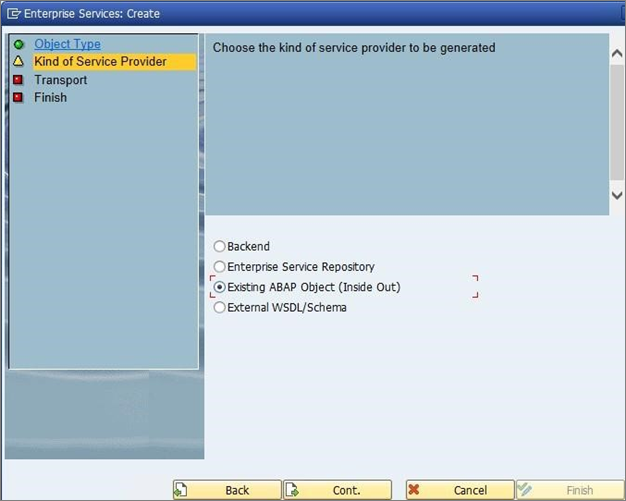 Enterprise Services: Create
Object Type
Kind of Service Provider
Transport
Finish
Choose the kind of service provider to be generated
Backend
Enterprise Service Repository
Existing ABAP Object (Inside Out)
External WSDL/Schema
Back
Cont.
Cancel
Finish